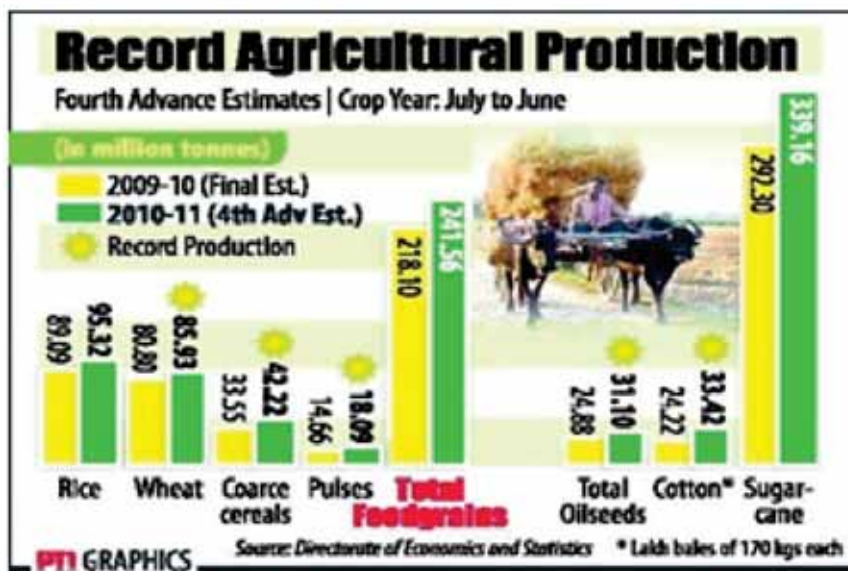 Record Agricultural Production
Fourth Advance Estimates | Crop Year: July to June
(in million tonnes)
2009-10 (Final Est.)
2010-11 (4th Adv Est.)
Record Production
89.09 95.32 80.80 85.93 33.55 42.22 14.66 18.09 218.10 241.56 24.88 31.10 24.22 33.42 292.30 339.16
Rice Wheat Coarce Pulses Total Total Cotton* Sugar-
cereals Foodgrains Oilseeds cane
Source: Directorate of Economics and Statistics * Lakh bales of 170 kgs each
PTI GRAPHICS